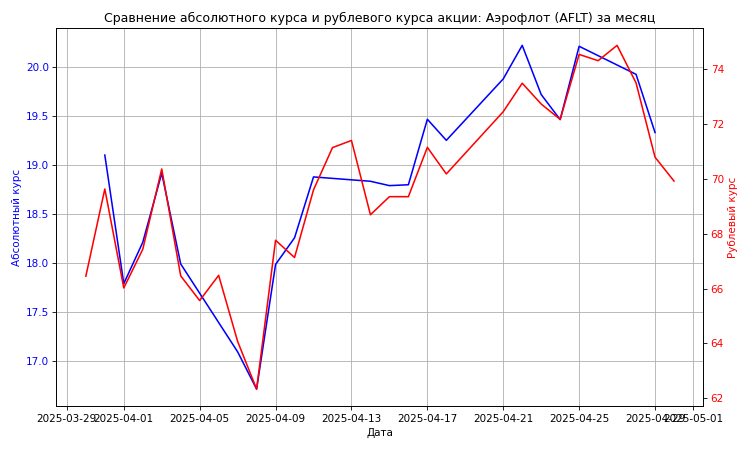 Сравнение абсолютного курса и рублевого курса акции: Аэрофлот (AFLT) за месяц
20.0
19.5
19.0
18.5
18.0
17.5
17.0
Абсолютный курс
74
72
70
68
66
64
62
Рублевый курс
2025-03-29 2025-04-01 2025-04-05 2025-04-09 2025-04-13 2025-04-17 2025-04-21 2025-04-25 2025-04-29 2025-05-01
Дата